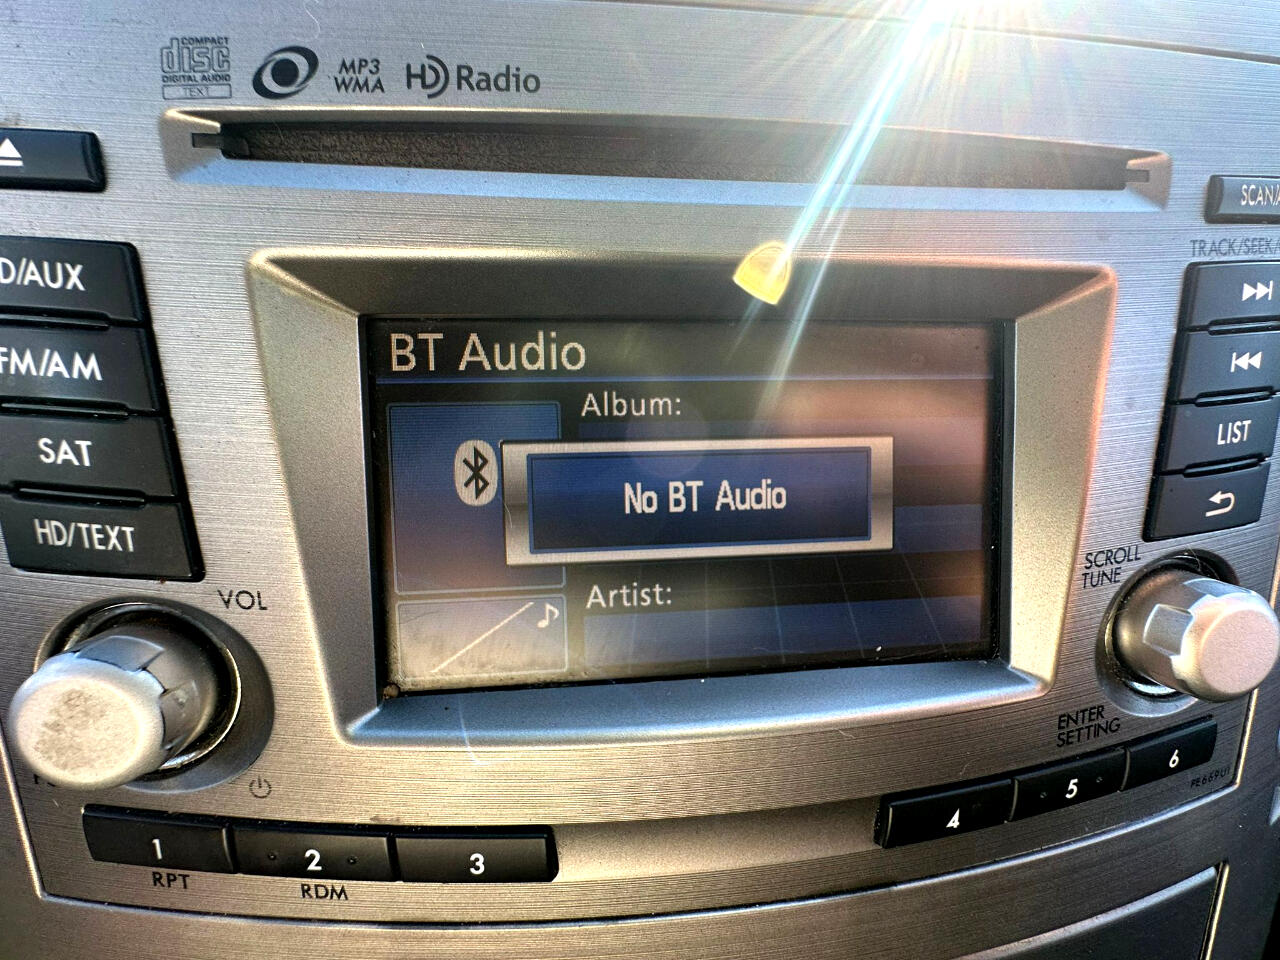 COMPACT
disc
DIGITAL AUDIO
TEXT
MP3
WMA
HD Radio
SCAN/
TRACK/SEEK/
D/AUX
FM/AM
SAT
HD/TEXT
LIST
BT Audio
Album:
No BT Audio
Artist:
VOL
SCROLL
TUNE
ENTER
SETTING
1
2
3
4
5
6
RPT
RDM
PE669U1